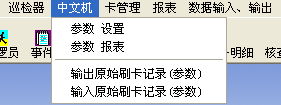 巡检器 中文机 卡管理 报表 数据输入、输出
参数 设置
参数 报表
逻员 事件 明细 核查
输出原始刷卡记录(参数)
输入原始刷卡记录(参数)